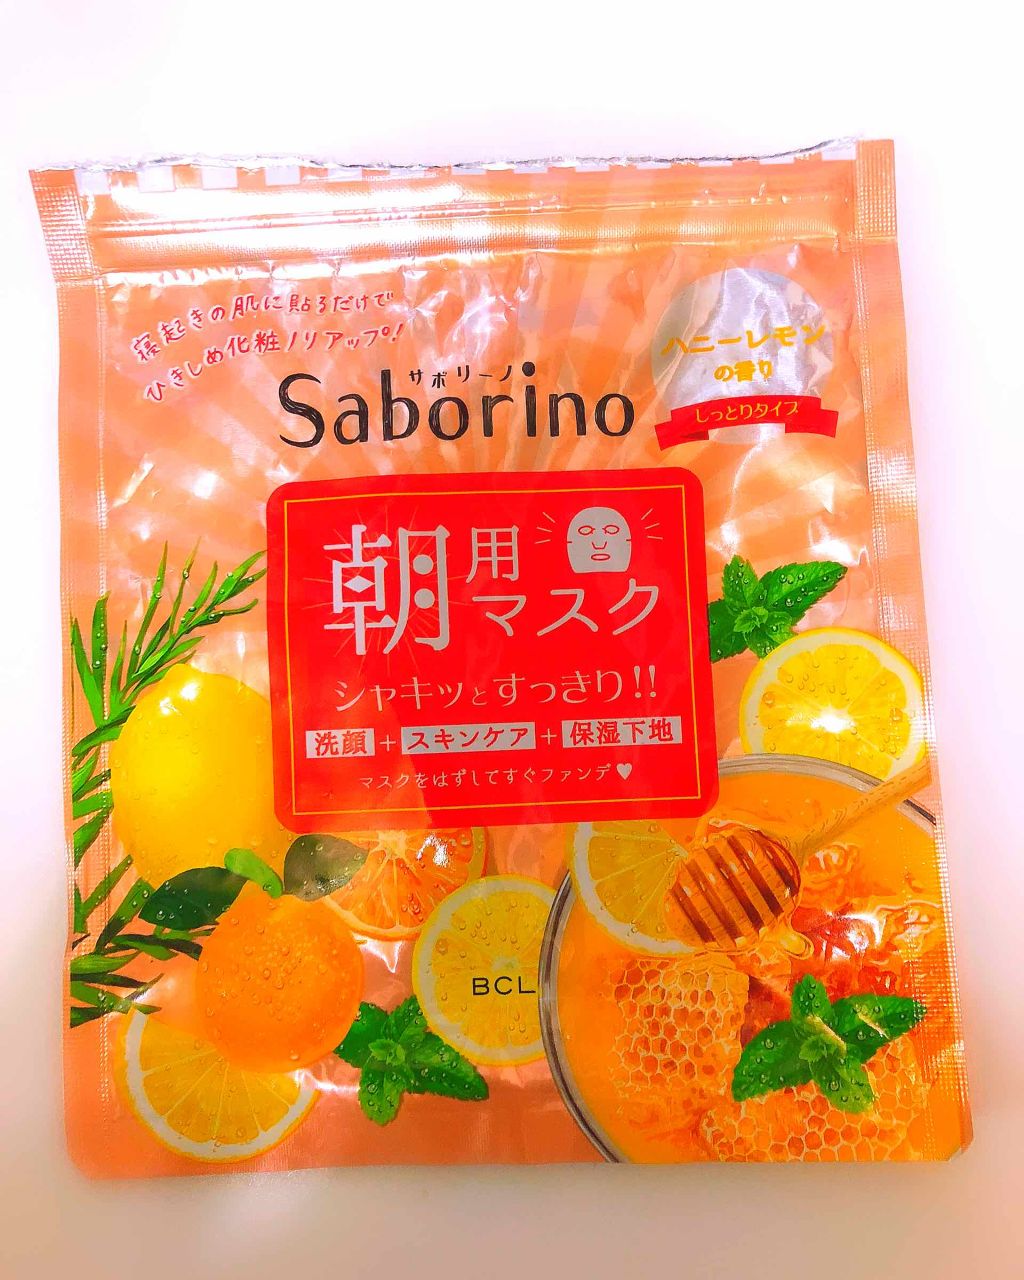 寝起きの肌に貼るだけで
ひきしめ化粧ノリアップ!
サボリーノ
Saborino
ハニーレモン
の香り
しっとりタイプ
朝用
マスク
シャキッとすっきり!!
洗顔+スキンケア+保湿下地
マスクをはずしてすぐファンデ♥
BCL